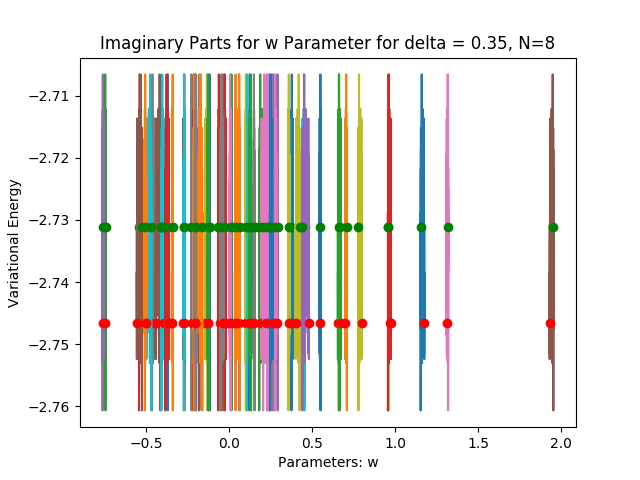 Imaginary Parts for w Parameter for delta = 0.35, N=8
−2.71
−2.72
−2.73
−2.74
−2.75
−2.76
Variational Energy
−0.5 0.0 0.5 1.0 1.5 2.0
Parameters: w